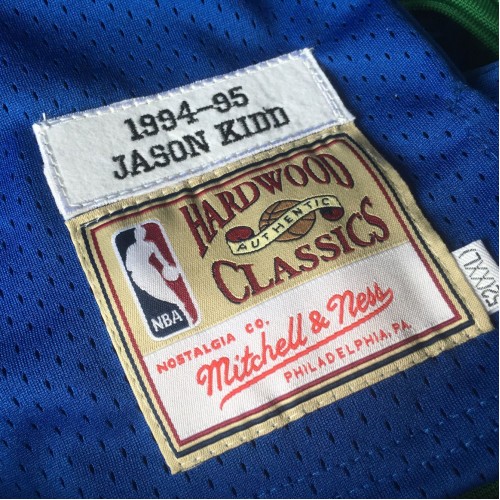 1994-95
JASON KIDD
HARDWOOD
AUTHENTIC
CLASSICS
NBA
NOSTALGIA CO.
Mitchell & Ness
PHILADELPHIA, PA.